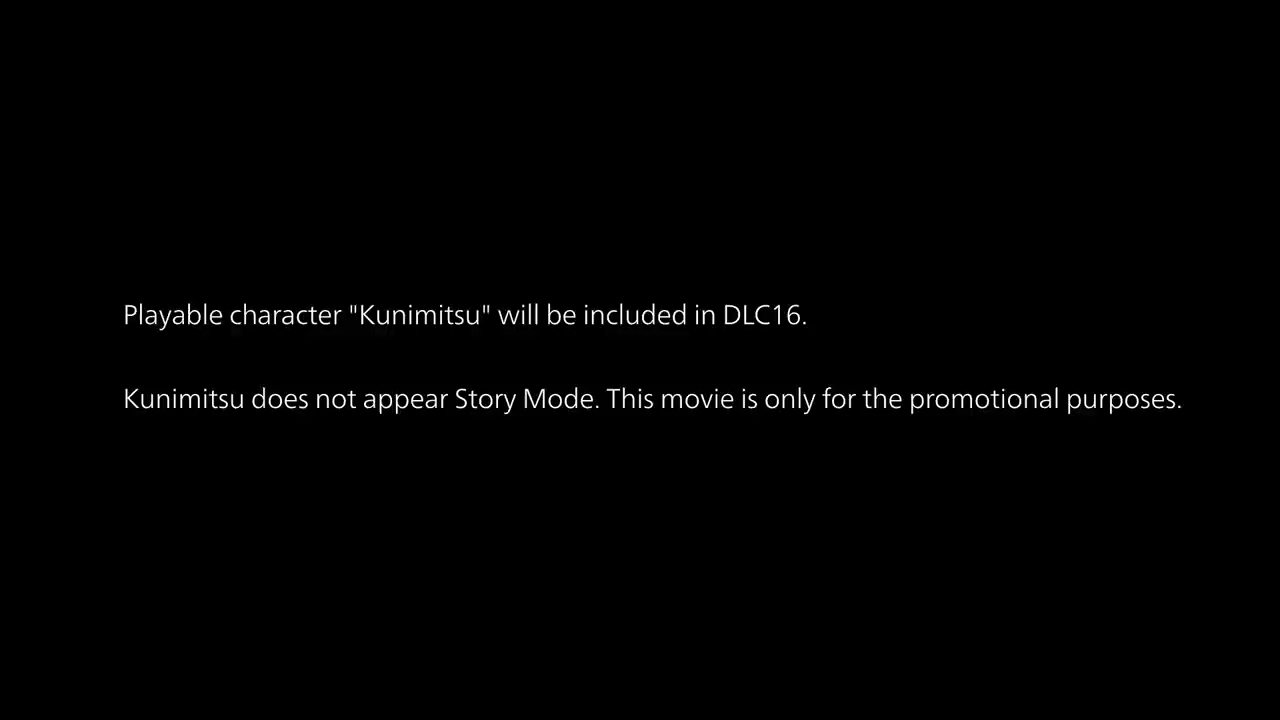 Playable character "Kunimitsu" will be included in DLC16.
Kunimitsu does not appear Story Mode. This movie is only for the promotional purposes.